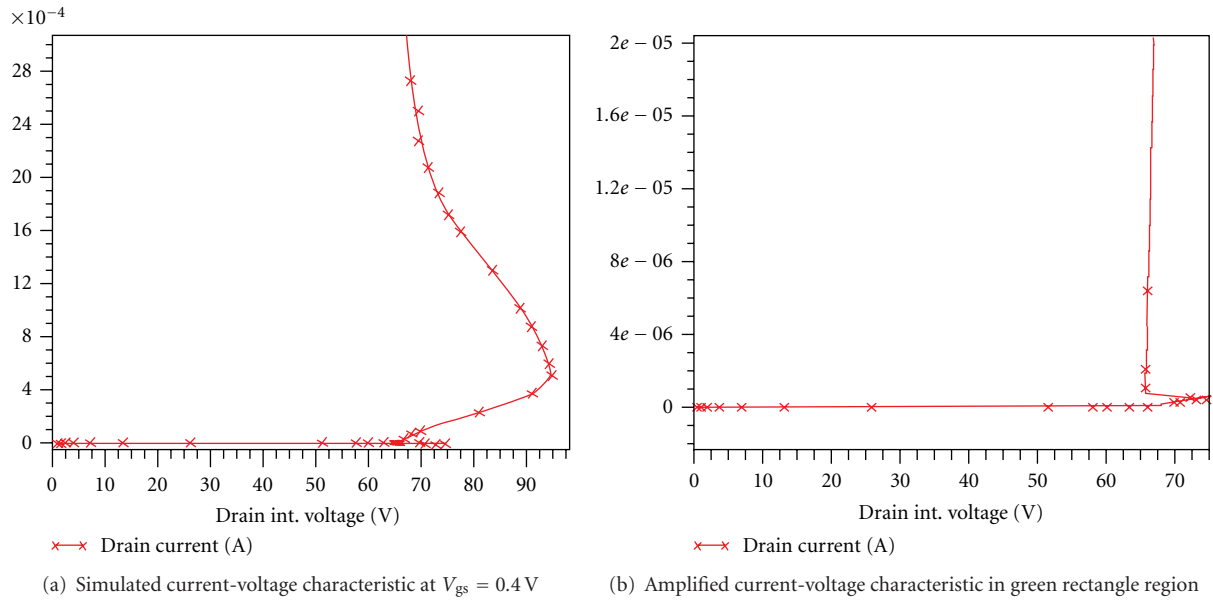 ×10⁻⁴
28
24
20
16
12
8
4
0
0 10 20 30 40 50 60 70 80 90
Drain int. voltage (V)
Drain current (A)
(a) Simulated current-voltage characteristic at Vgs = 0.4 V
2e − 05
1.6e − 05
1.2e − 05
8e − 06
4e − 06
0
0 10 20 30 40 50 60 70
Drain int. voltage (V)
Drain current (A)
(b) Amplified current-voltage characteristic in green rectangle region